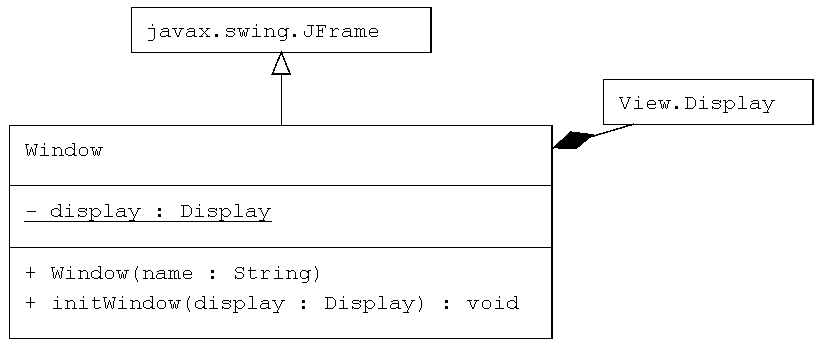 javax.swing.JFrame
View.Display
Window
- display : Display
+ Window(name : String)
+ initWindow(display : Display) : void